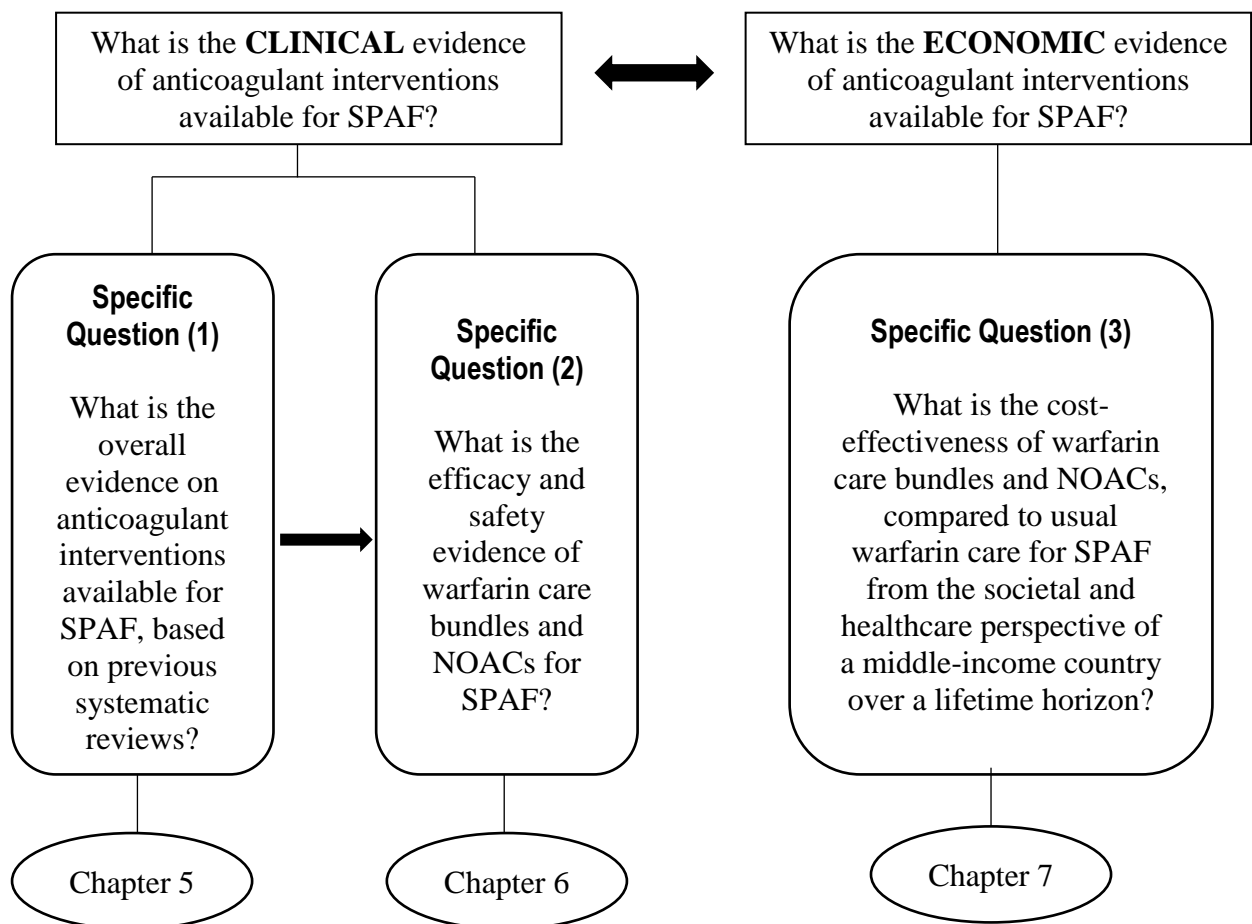 What is the CLINICAL evidence
of anticoagulant interventions
available for SPAF?
What is the ECONOMIC evidence
of anticoagulant interventions
available for SPAF?
Specific
Question (1)
What is the
overall
evidence on
anticoagulant
interventions
available for
SPAF, based
on previous
systematic
reviews?
Specific
Question (2)
What is the
efficacy and
safety
evidence of
warfarin care
bundles and
NOACs for
SPAF?
Specific Question (3)
What is the cost-
effectiveness of warfarin
care bundles and NOACs,
compared to usual
warfarin care for SPAF
from the societal and
healthcare perspective of
a middle-income country
over a lifetime horizon?
Chapter 5
Chapter 6
Chapter 7